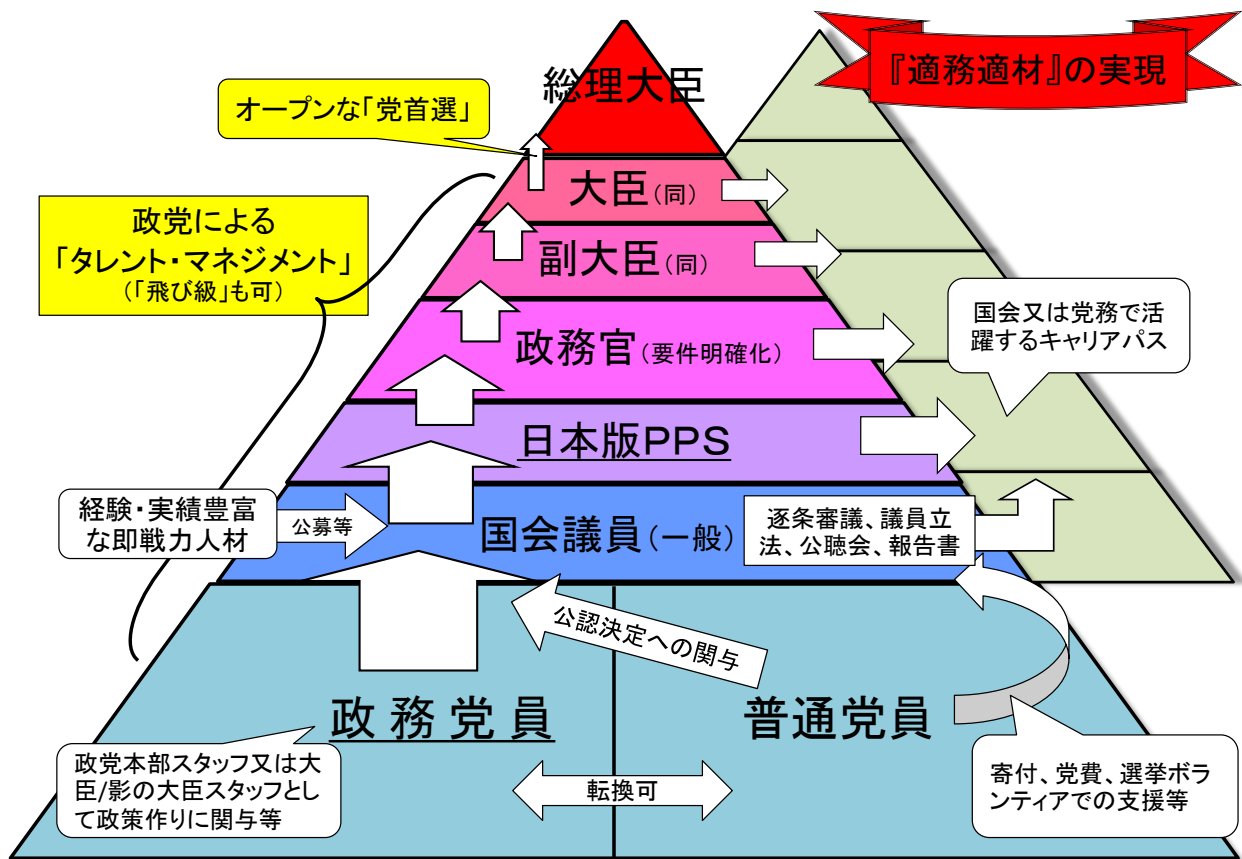 『適務適材』の実現
総理大臣
オープンな「党首選」
大臣(同)
政党による
「タレント・マネジメント」
(「飛び級」も可)
副大臣(同)
国会又は党務で活
躍するキャリアパス
政務官(要件明確化)
日本版PPS
経験・実績豊富
な即戦力人材
公募等
国会議員(一般)
逐条審議、議員立
法、公聴会、報告書
公認決定への関与
政務党員
普通党員
政党本部スタッフ又は大
臣/影の大臣スタッフとし
て政策作りに関与等
転換可
寄付、党費、選挙ボラ
ンティアでの支援等